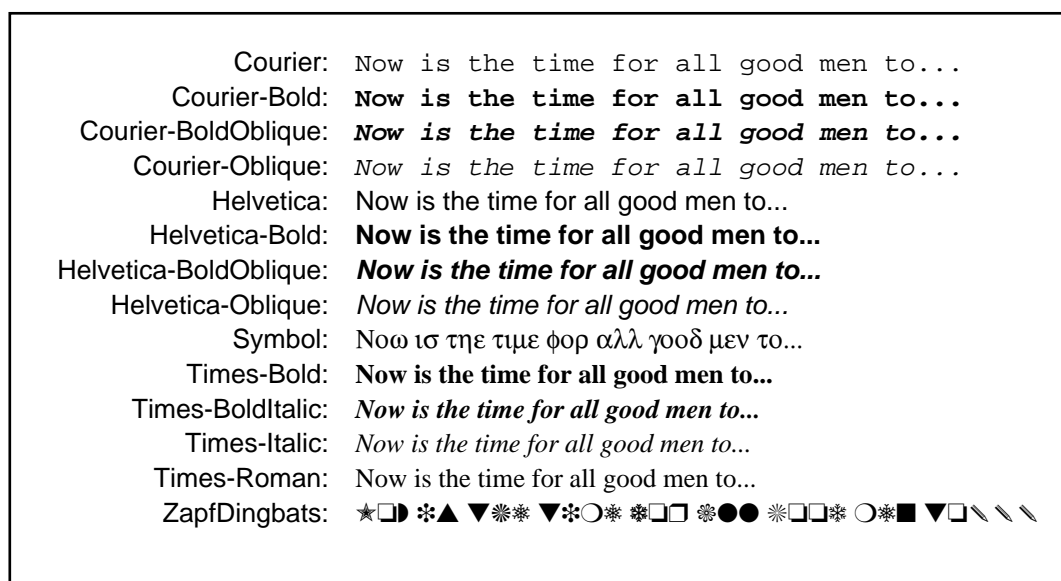 Courier: Now is the time for all good men to...
Courier-Bold: Now is the time for all good men to...
Courier-BoldOblique: Now is the time for all good men to...
Courier-Oblique: Now is the time for all good men to...
Helvetica: Now is the time for all good men to...
Helvetica-Bold: Now is the time for all good men to...
Helvetica-BoldOblique: Now is the time for all good men to...
Helvetica-Oblique: Now is the time for all good men to...
Symbol: Νοω ισ τηε τιμε φορ αλλ γοοδ μεν το...
Times-Bold: Now is the time for all good men to...
Times-BoldItalic: Now is the time for all good men to...
Times-Italic: Now is the time for all good men to...
Times-Roman: Now is the time for all good men to...
ZapfDingbats: ✮❏◗ ❉▲ ▼❈❅ ▼❉❍❅ ❆❏❒ ❁●● ❇❏❏❄ ❍❅■ ▼❏✎✎✎